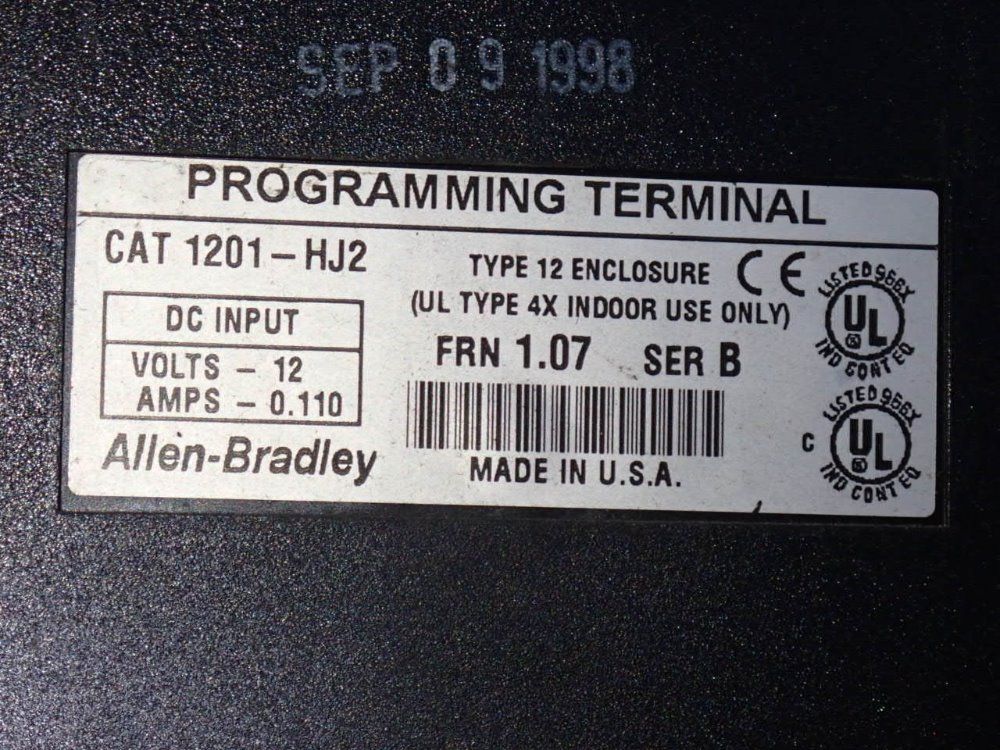 SEP 09 1998
PROGRAMMING TERMINAL
CAT 1201-HJ2
TYPE 12 ENCLOSURE CE
(UL TYPE 4X INDOOR USE ONLY)
DC INPUT
VOLTS - 12
AMPS - 0.110
FRN 1.07 SER B
Allen-Bradley
MADE IN U.S.A.
LISTED 966X
UL
IND CONT EQ
LISTED 966X
C UL
IND CONT EQ